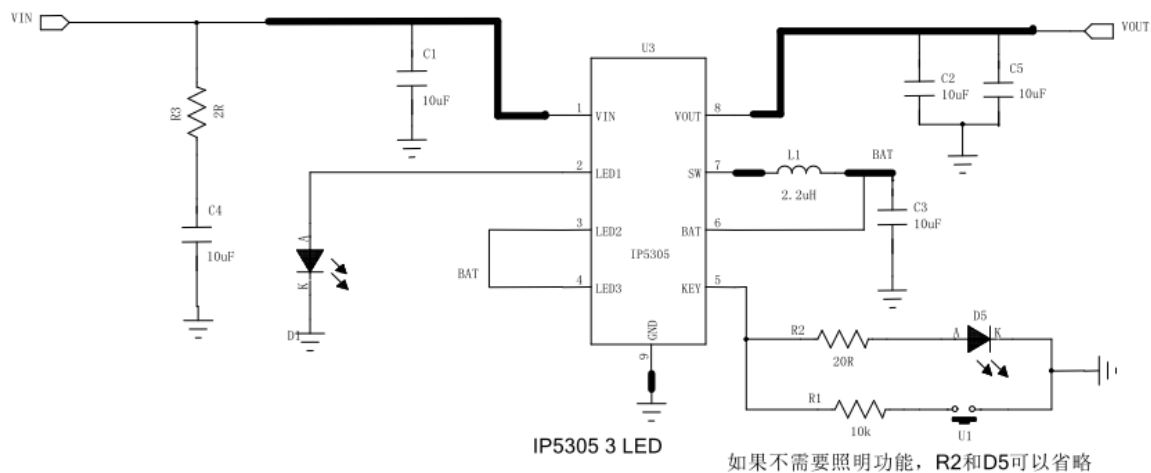 VIN
VOUT
U3
C1
10uF
C2
10uF
C5
10uF
R3
2R
1
VIN
VOUT
8
2
LED1
SW
7
L1
2.2uH
BAT
C4
10uF
C3
10uF
3
LED2
BAT
6
IP5305
A
K
D1
BAT
4
LED3
KEY
5
GND
9
R2
20R
A
D5
K
R1
10k
U1
IP5305 3 LED
如果不需要照明功能，R2和D5可以省略